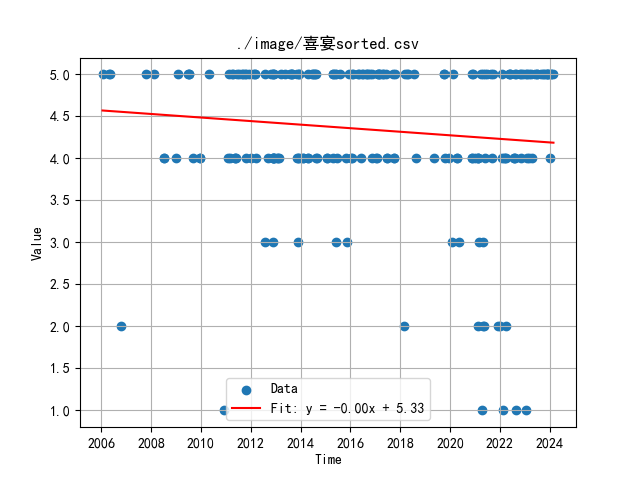 ./image/喜宴sorted.csv
5.0
4.5
4.0
3.5
3.0
2.5
2.0
1.5
1.0
Value
Data
Fit: y = −0.00x + 5.33
2006 2008 2010 2012 2014 2016 2018 2020 2022 2024
Time